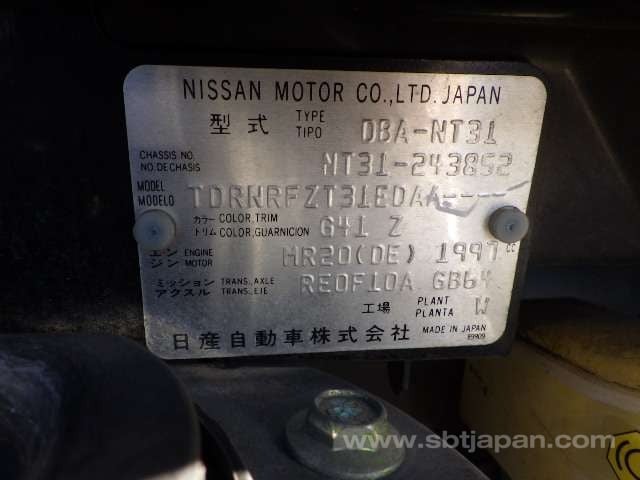 NISSAN MOTOR CO.,LTD. JAPAN
型式 TYPE TIPO DBA-NT31
CHASSIS NO. NO.DE CHASIS NT31-243852
MODEL MODELO TDRNRFZT31EDAA----
カラー COLOR,TRIM トリム COLOR,GUARNICION G41 Z
エンジン ENGINE MOTOR MR20(DE) 1997 cc
ミッション TRANS.,AXLE アクスル TRANS.,EJE RE0F10A GB64
工場 PLANT PLANTA W
日産自動車株式会社 MADE IN JAPAN
www.sbtjapan.com